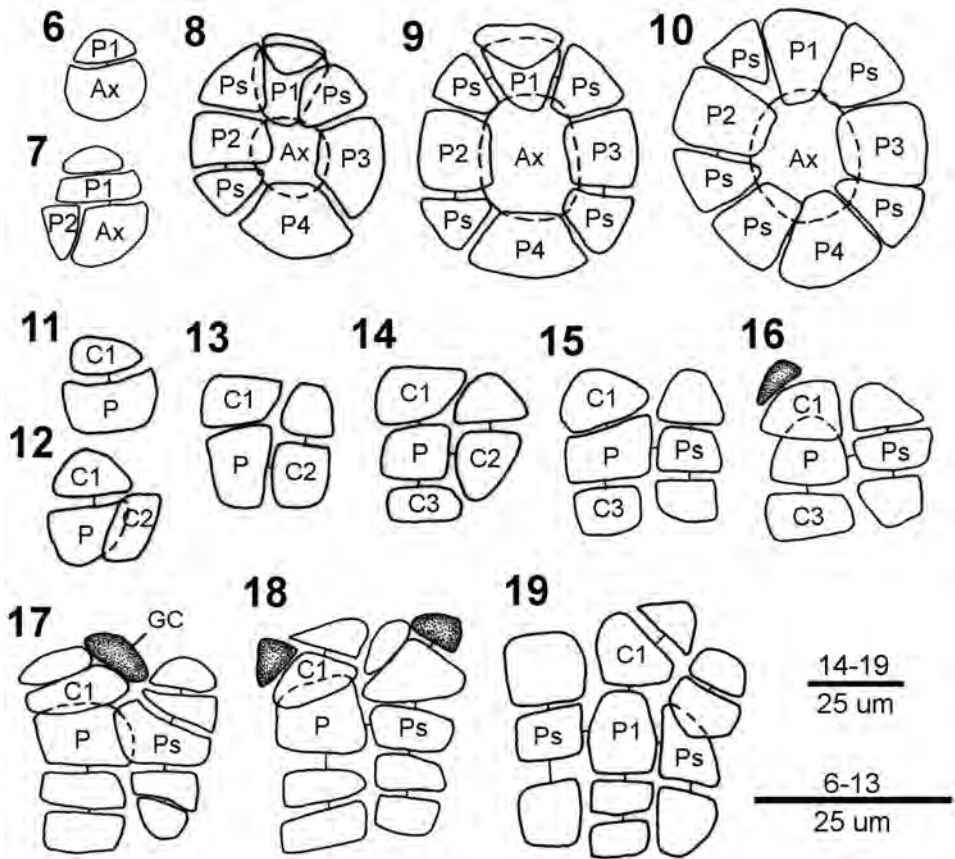 6
P1
Ax
7
P1
P2 Ax
8
Ps P1 Ps
P2 Ax P3
Ps
P4
9
Ps P1 Ps
P2 Ax P3
Ps Ps
P4
10
Ps P1 Ps
P2 Ax P3
Ps Ps
Ps P4
11
C1
P
12
C1
P C2
13
C1
P C2
14
C1
P C2
C3
15
C1
P Ps
C3
16
C1
P Ps
C3
17
GC
C1
P Ps
18
C1
P Ps
19
C1
Ps P1 Ps
14-19
25 um
6-13
25 um